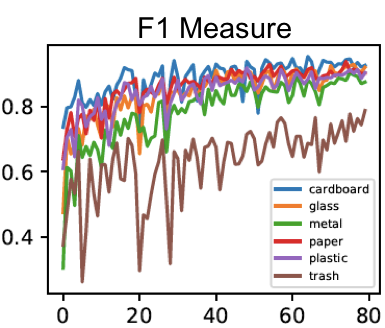 F1 Measure
0.8
0.6
0.4
cardboard
glass
metal
paper
plastic
trash
0 20 40 60 80